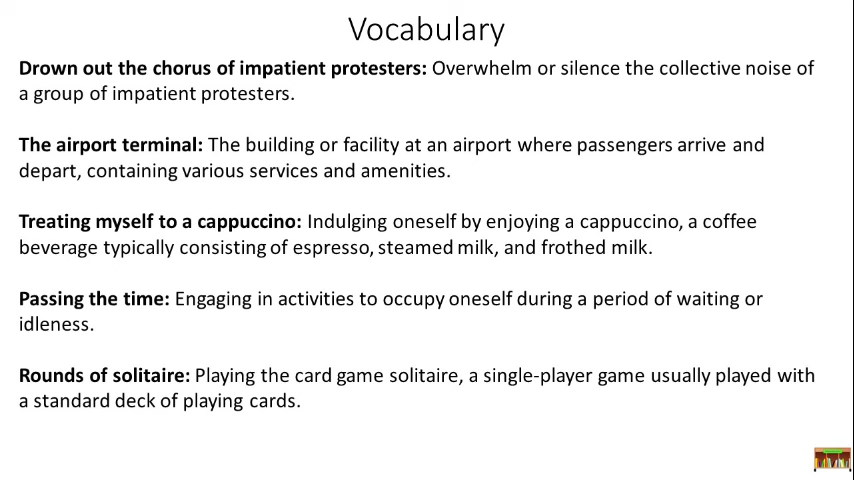 Vocabulary
Drown out the chorus of impatient protesters: Overwhelm or silence the collective noise of
a group of impatient protesters.
The airport terminal: The building or facility at an airport where passengers arrive and
depart, containing various services and amenities.
Treating myself to a cappuccino: Indulging oneself by enjoying a cappuccino, a coffee
beverage typically consisting of espresso, steamed milk, and frothed milk.
Passing the time: Engaging in activities to occupy oneself during a period of waiting or
idleness.
Rounds of solitaire: Playing the card game solitaire, a single-player game usually played with
a standard deck of playing cards.